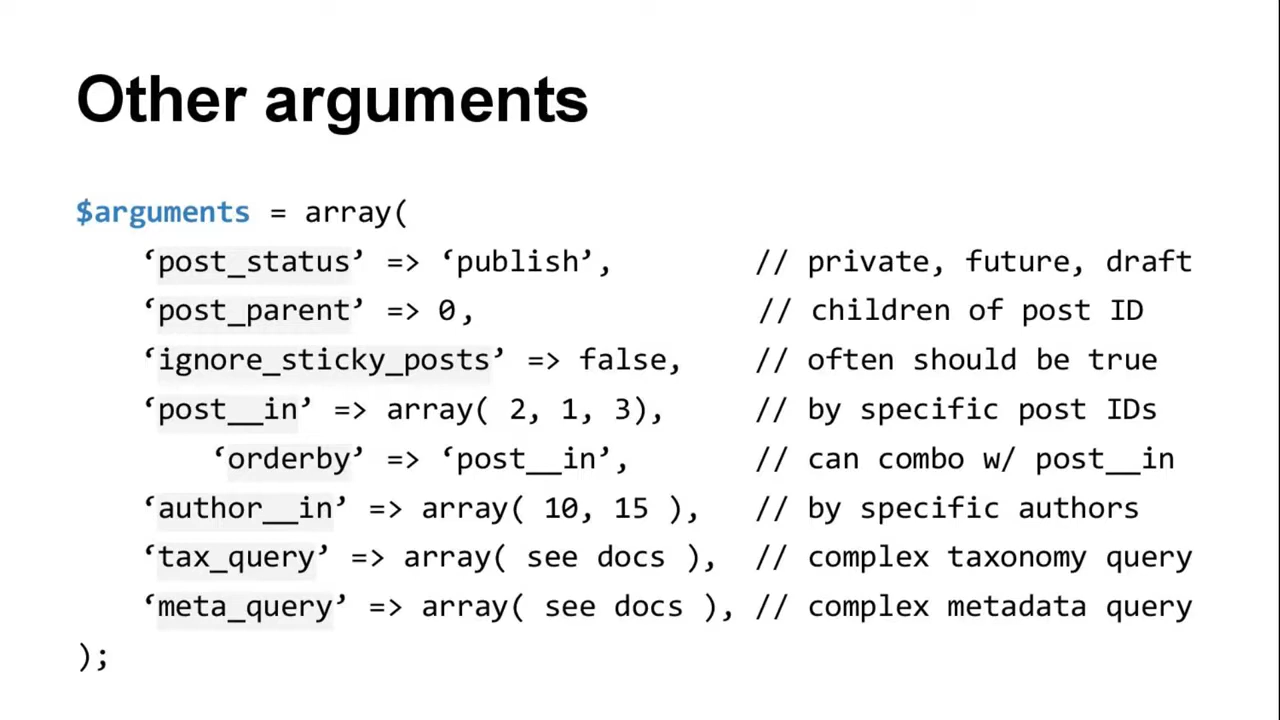 Other arguments
$arguments = array(
‘post_status’ => ‘publish’, // private, future, draft
‘post_parent’ => 0, // children of post ID
‘ignore_sticky_posts’ => false, // often should be true
‘post__in’ => array( 2, 1, 3), // by specific post IDs
‘orderby’ => ‘post__in’, // can combo w/ post__in
‘author__in’ => array( 10, 15 ), // by specific authors
‘tax_query’ => array( see docs ), // complex taxonomy query
‘meta_query’ => array( see docs ), // complex metadata query
);